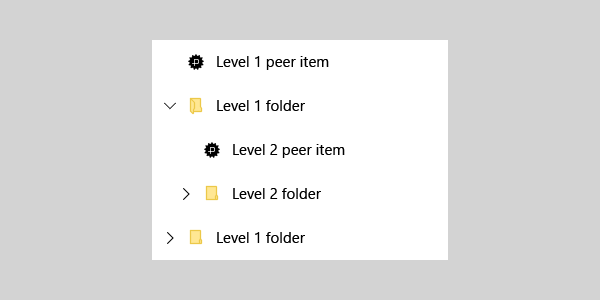 Level 1 peer item
Level 1 folder
Level 2 peer item
Level 2 folder
Level 1 folder